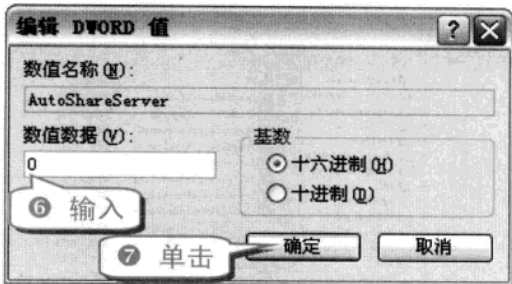 编辑 DWORD 值
数值名称(N):
AutoShareServer
数值数据(V):
基数
0
十六进制(H)
十进制(D)
❻ 输入
❼ 单击
确定
取消